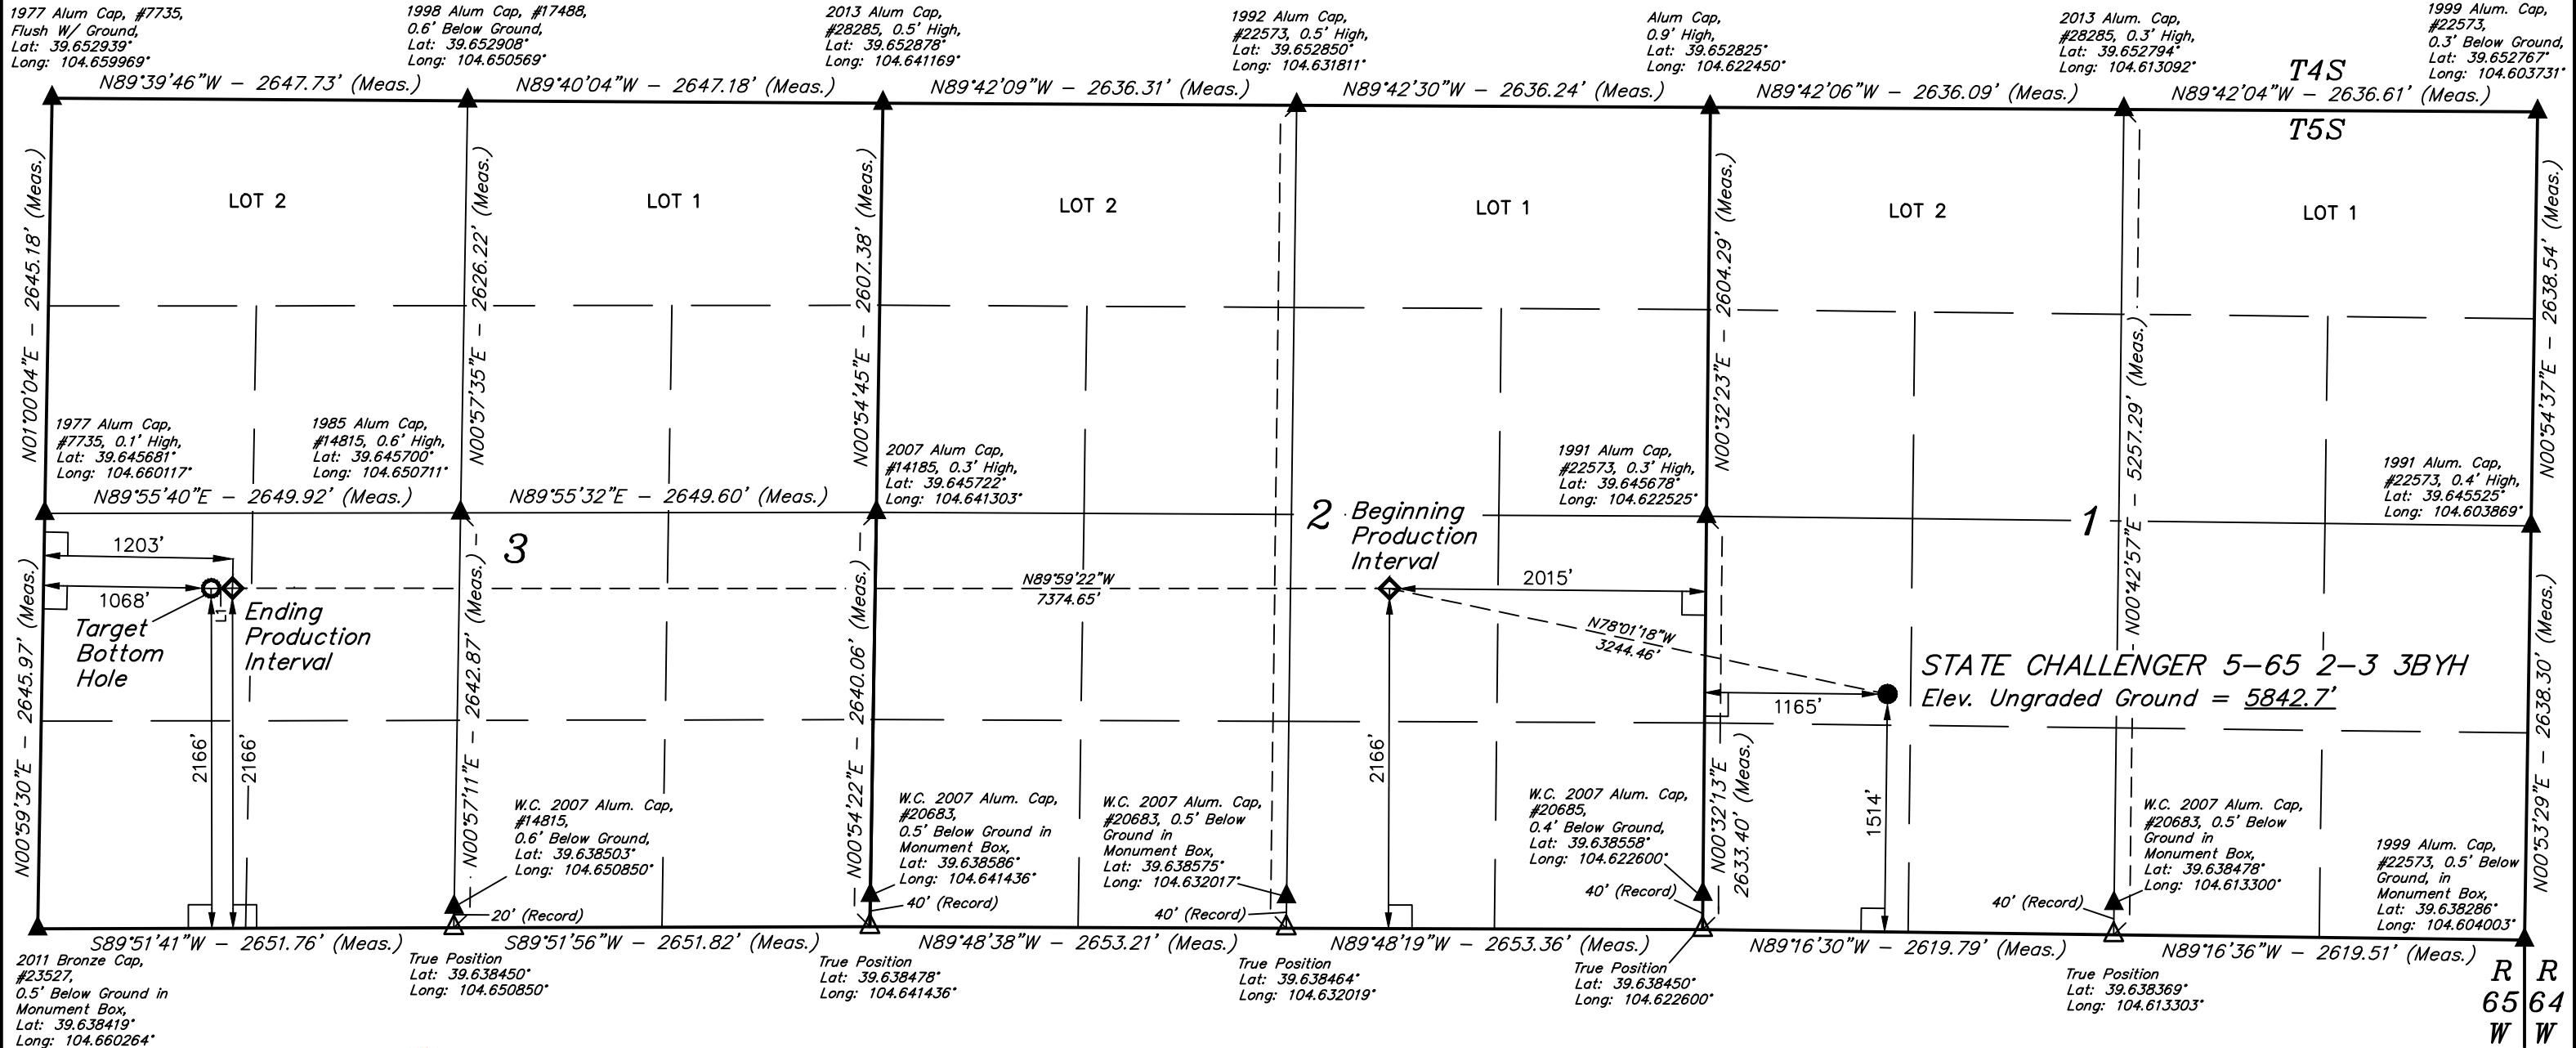 1977 Alum Cap, #7735,
Flush W/ Ground,
Lat: 39.652939°
Long: 104.659969°
1998 Alum Cap, #17488,
0.6' Below Ground,
Lat: 39.652908°
Long: 104.650569°
2013 Alum Cap,
#28285, 0.5' High,
Lat: 39.652878°
Long: 104.641169°
1992 Alum Cap,
#22573, 0.5' High,
Lat: 39.652850°
Long: 104.631811°
Alum Cap,
0.9' High,
Lat: 39.652825°
Long: 104.622450°
2013 Alum. Cap,
#28285, 0.3' High,
Lat: 39.652794°
Long: 104.613092°
1999 Alum. Cap,
#22573,
0.3' Below Ground,
Lat: 39.652767°
Long: 104.603731°
N89°39'46"W - 2647.73' (Meas.)
N89°40'04"W - 2647.18' (Meas.)
N89°42'09"W - 2636.31' (Meas.)
N89°42'30"W - 2636.24' (Meas.)
N89°42'06"W - 2636.09' (Meas.)
N89°42'04"W - 2636.61' (Meas.)
T4S
T5S
LOT 2
LOT 1
LOT 2
LOT 1
LOT 2
LOT 1
N01°00'04"E - 2645.18' (Meas.)
N00°57'35"E - 2626.22' (Meas.)
N00°54'45"E - 2607.38' (Meas.)
N00°32'23"E - 2604.29' (Meas.)
N00°42'57"E - 5257.29' (Meas.)
N00°54'37"E - 2638.54' (Meas.)
1977 Alum Cap,
#7735, 0.1' High,
Lat: 39.645681°
Long: 104.660117°
1985 Alum Cap,
#14815, 0.6' High,
Lat: 39.645700°
Long: 104.650711°
2007 Alum Cap,
#14185, 0.3' High,
Lat: 39.645722°
Long: 104.641303°
1991 Alum Cap,
#22573, 0.3' High,
Lat: 39.645678°
Long: 104.622525°
1991 Alum. Cap,
#22573, 0.4' High,
Lat: 39.645525°
Long: 104.603869°
N89°55'40"E - 2649.92' (Meas.)
N89°55'32"E - 2649.60' (Meas.)
3
2
1
Beginning
Production
Interval
1203'
1068'
L1
Target
Bottom
Hole
Ending
Production
Interval
N89°59'22"W
7374.65'
2015'
N78°01'18"W
3244.46'
STATE CHALLENGER 5-65 2-3 3BYH
Elev. Ungraded Ground = 5842.7'
1165'
2166'
2166'
2166'
1514'
N00°59'30"E - 2645.97' (Meas.)
N00°57'11"E - 2642.87' (Meas.)
N00°54'22"E - 2640.06' (Meas.)
N00°32'13"E
2633.40' (Meas.)
N00°53'29"E - 2638.30' (Meas.)
W.C. 2007 Alum. Cap,
#14815,
0.6' Below Ground,
Lat: 39.638503°
Long: 104.650850°
W.C. 2007 Alum. Cap,
#20683,
0.5' Below Ground in
Monument Box,
Lat: 39.638586°
Long: 104.641436°
W.C. 2007 Alum. Cap,
#20683, 0.5' Below
Ground in
Monument Box,
Lat: 39.638575°
Long: 104.632017°
W.C. 2007 Alum. Cap,
#20685,
0.4' Below Ground,
Lat: 39.638558°
Long: 104.622600°
W.C. 2007 Alum. Cap,
#20683, 0.5' Below
Ground in
Monument Box,
Lat: 39.638478°
Long: 104.613300°
1999 Alum. Cap,
#22573, 0.5' Below
Ground, in
Monument Box,
Lat: 39.638286°
Long: 104.604003°
20' (Record)
40' (Record)
40' (Record)
40' (Record)
40' (Record)
S89°51'41"W - 2651.76' (Meas.)
S89°51'56"W - 2651.82' (Meas.)
N89°48'38"W - 2653.21' (Meas.)
N89°48'19"W - 2653.36' (Meas.)
N89°16'30"W - 2619.79' (Meas.)
N89°16'36"W - 2619.51' (Meas.)
2011 Bronze Cap,
#23527,
0.5' Below Ground in
Monument Box,
Lat: 39.638419°
Long: 104.660264°
True Position
Lat: 39.638450°
Long: 104.650850°
True Position
Lat: 39.638478°
Long: 104.641436°
True Position
Lat: 39.638464°
Long: 104.632019°
True Position
Lat: 39.638450°
Long: 104.622600°
True Position
Lat: 39.638369°
Long: 104.613303°
R R
65 64
W W